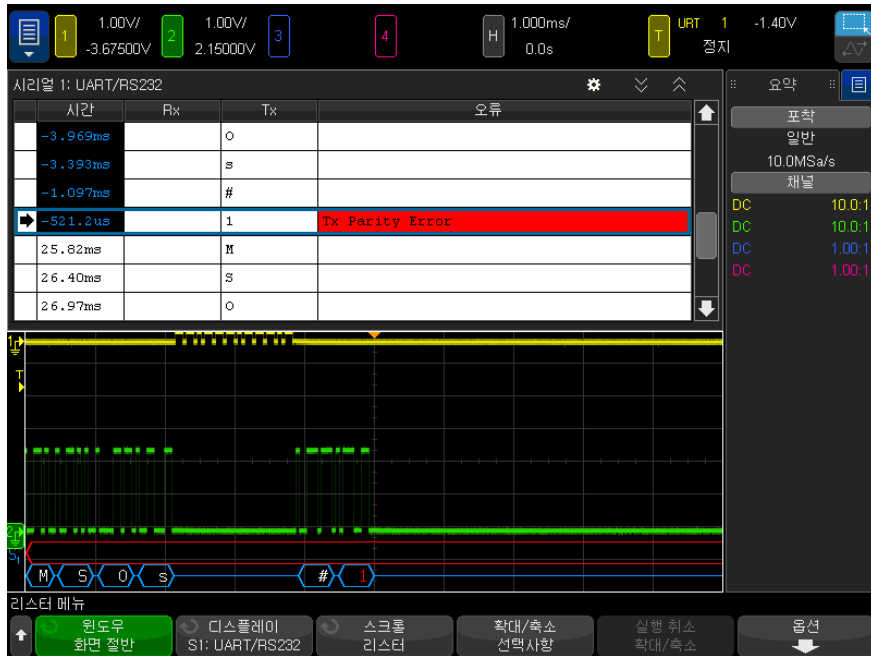 1 1.00V/ -3.67500V 2 1.00V/ 2.15000V 3 4 H 1.000ms/ 0.0s T URT 1 -1.40V 정지
시리얼 1: UART/RS232
시간 Rx Tx 오류
-3.969ms O
-3.393ms s
-1.097ms #
-521.2us 1 Tx Parity Error
25.82ms M
26.40ms S
26.97ms O
요약
포착
일반
10.0MSa/s
채널
DC 10.0:1
DC 10.0:1
DC 1.00:1
DC 1.00:1
1
T
2
S1
M S O s # 1
리스터 메뉴
윈도우
화면 절반
디스플레이
S1: UART/RS232
스크롤
리스터
확대/축소
선택사항
실행 취소
확대/축소
옵션